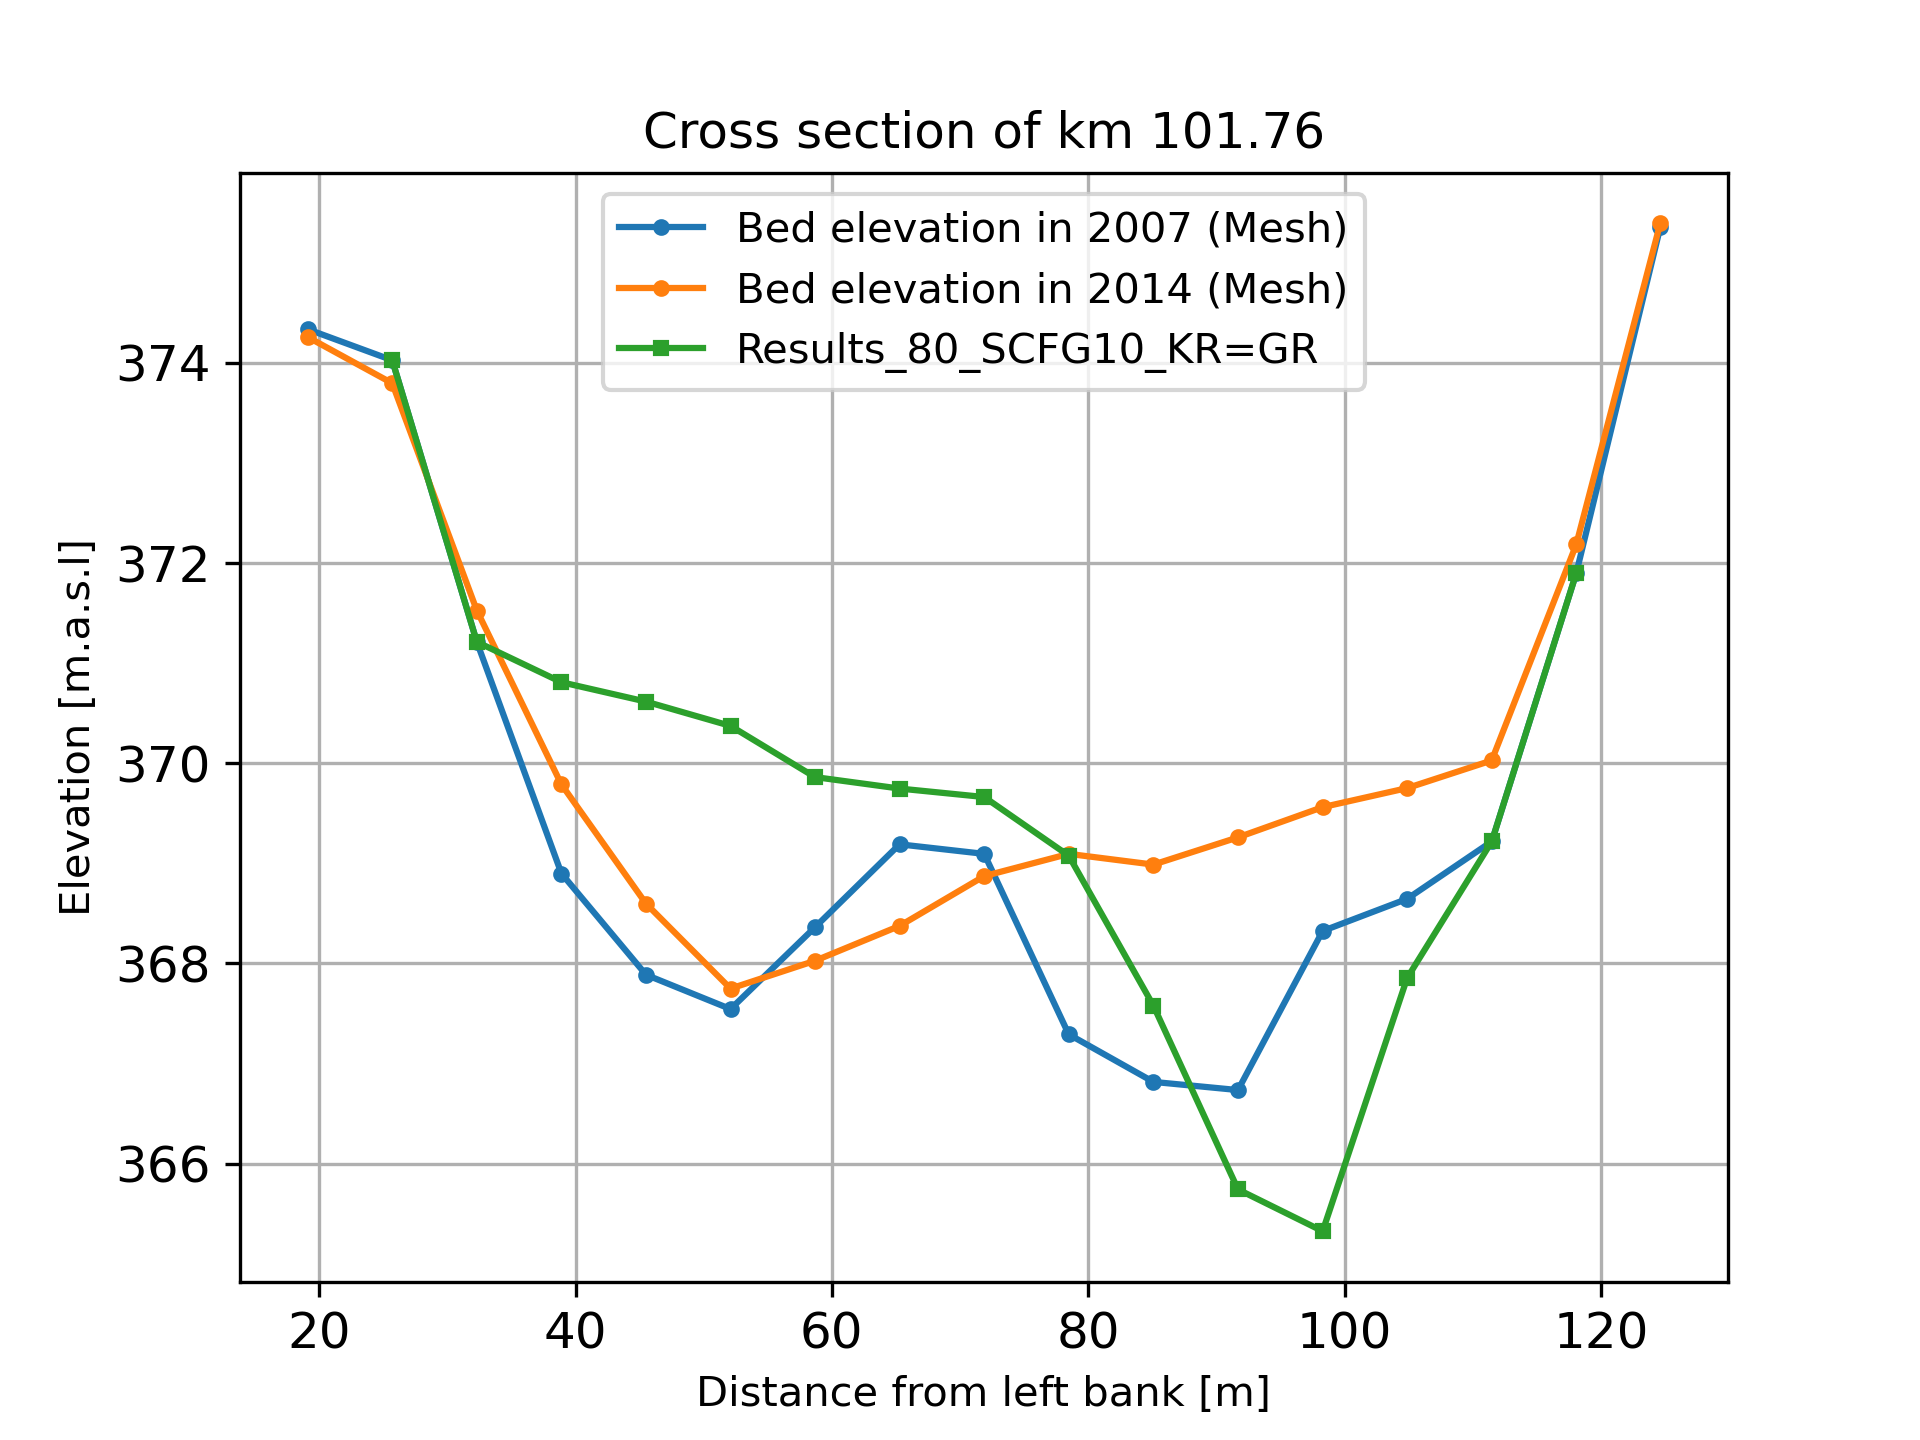 Cross section of km 101.76
Bed elevation in 2007 (Mesh)
Bed elevation in 2014 (Mesh)
Results_80_SCFG10_KR=GR
Elevation [m.a.s.l]
374
372
370
368
366
20 40 60 80 100 120
Distance from left bank [m]